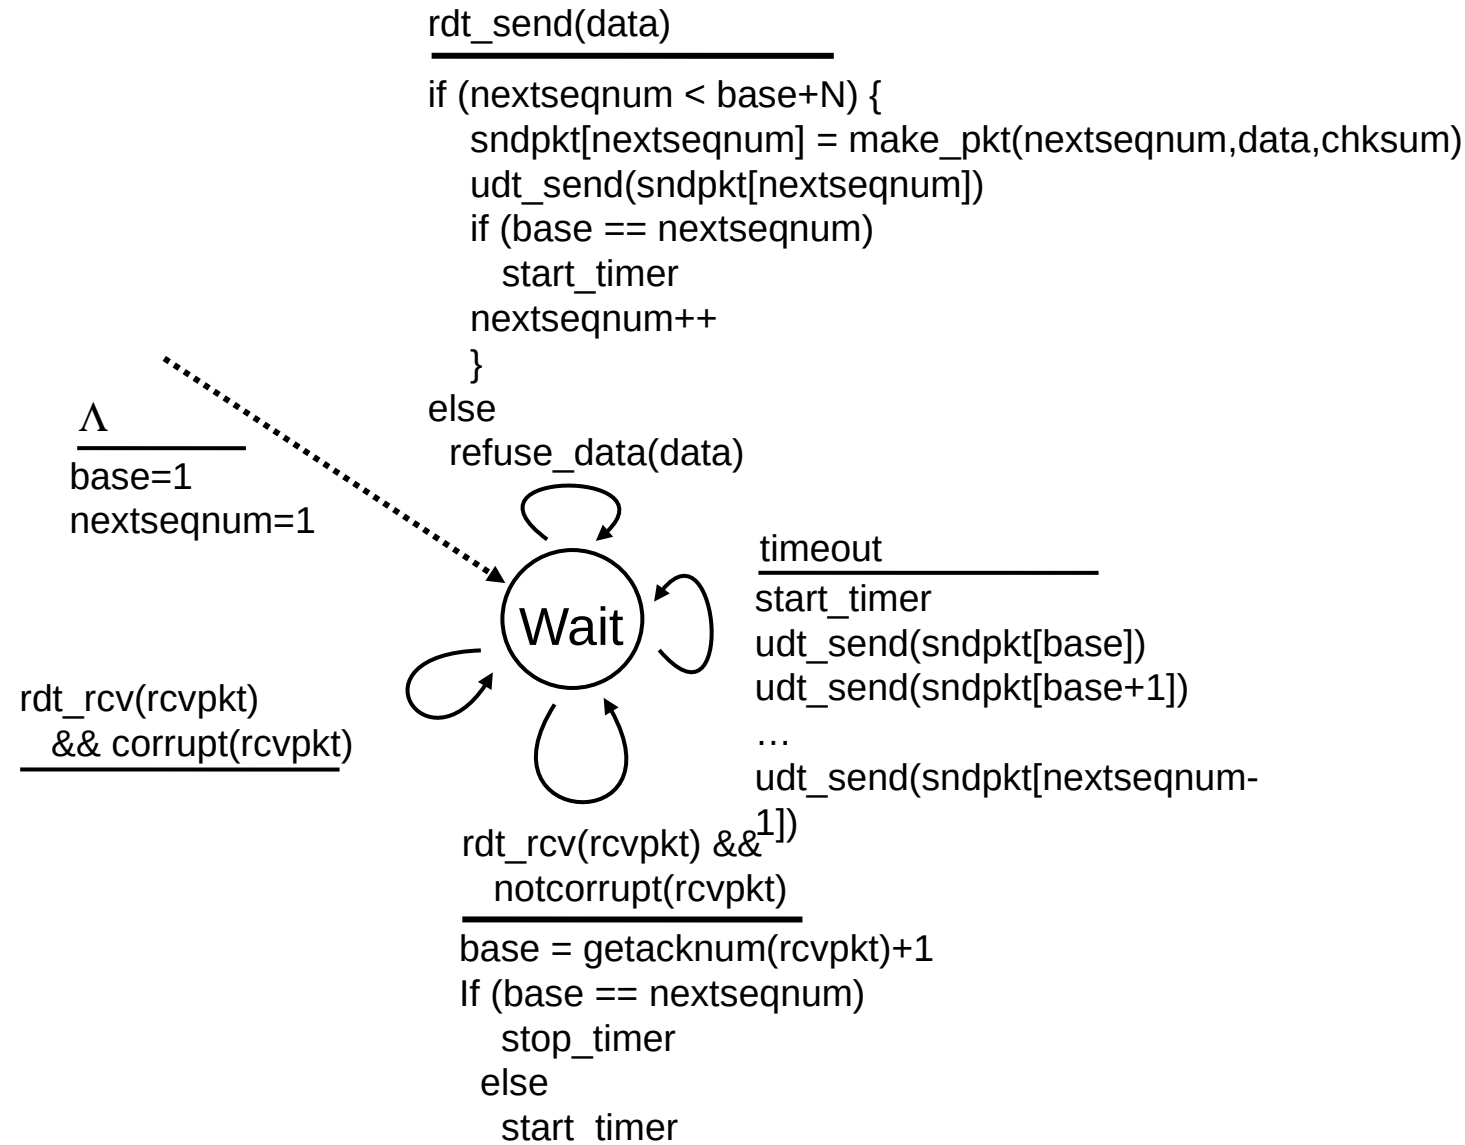 rdt_send(data)
if (nextseqnum < base+N) {
sndpkt[nextseqnum] = make_pkt(nextseqnum,data,chksum)
udt_send(sndpkt[nextseqnum])
if (base == nextseqnum)
start_timer
nextseqnum++
}
else
refuse_data(data)
Λ
base=1
nextseqnum=1
Wait
timeout
start_timer
udt_send(sndpkt[base])
udt_send(sndpkt[base+1])
…
udt_send(sndpkt[nextseqnum-
1])
rdt_rcv(rcvpkt)
&& corrupt(rcvpkt)
rdt_rcv(rcvpkt) &&
notcorrupt(rcvpkt)
base = getacknum(rcvpkt)+1
If (base == nextseqnum)
stop_timer
else
start_timer